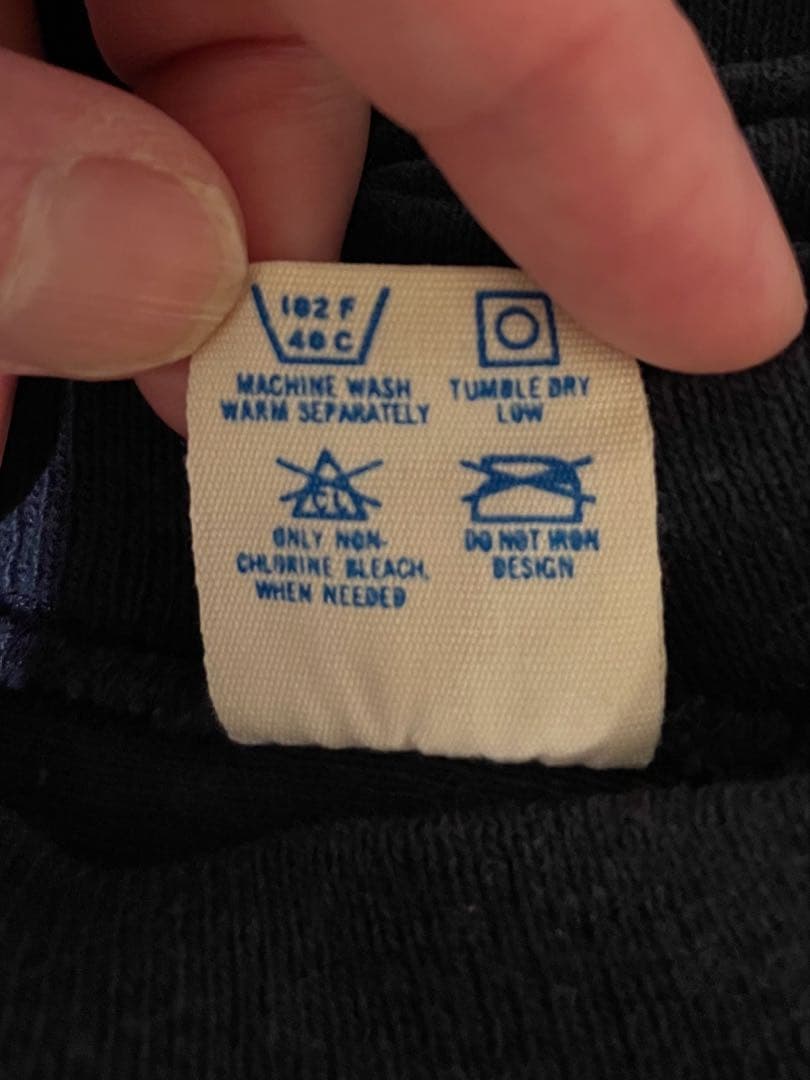 102 F
40 C
MACHINE WASH
WARM SEPARATELY
TUMBLE DRY
LOW
CL
ONLY NON-
CHLORINE BLEACH,
WHEN NEEDED
DO NOT IRON
DESIGN